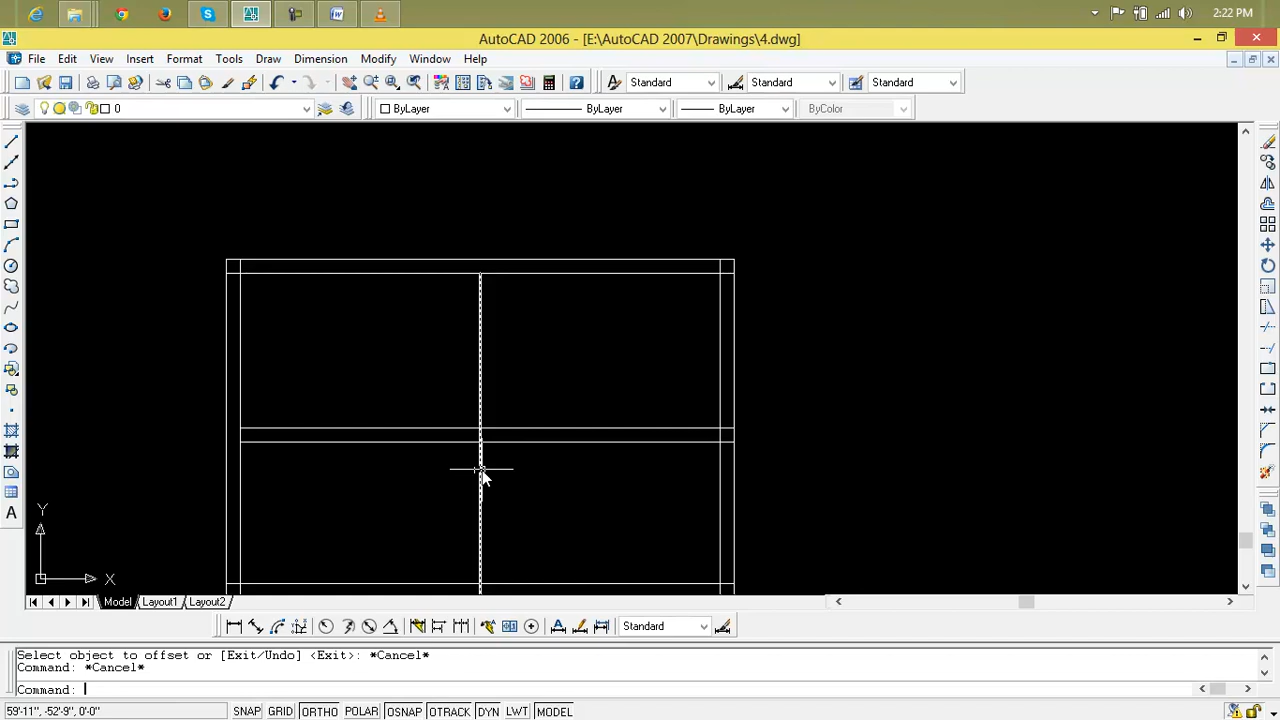 2:22 PM
AutoCAD 2006 - [E:\AutoCAD 2007\Drawings\4.dwg]
File Edit View Insert Format Tools Draw Dimension Modify Window Help
Standard Standard Standard
0 ByLayer ByLayer ByLayer ByColor
Y
X
Model Layout1 Layout2
Standard
Select object to offset or [Exit/Undo] <Exit>: *Cancel*
Command: *Cancel*
Command:
59'-11", -52'-9", 0'-0" SNAP GRID ORTHO POLAR OSNAP OTRACK DYN LWT MODEL